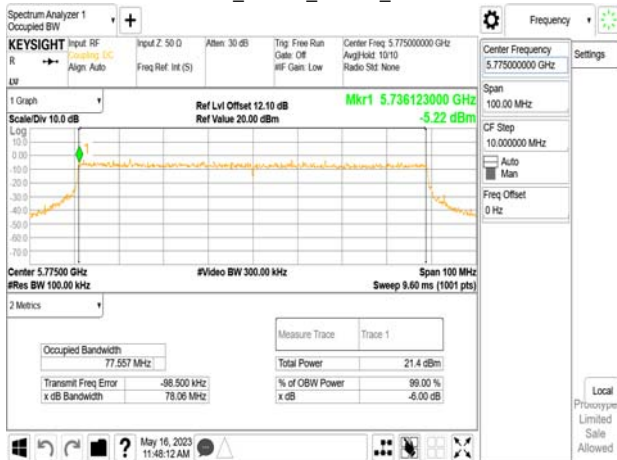 Spectrum Analyzer 1
Occupied BW
Frequency
KEYSIGHT
Input: RF
Coupling: DC
Align: Auto
R
LW
Input Z: 50 Ω
Freq Ref: Int (S)
Atten: 30 dB
Trig: Free Run
Gate: Off
#IF Gain: Low
Center Freq: 5.775000000 GHz
Avg|Hold: 10/10
Radio Std: None
Center Frequency
5.775000000 GHz
Settings
Span
100.00 MHz
CF Step
10.000000 MHz
Auto
Man
Freq Offset
0 Hz
1 Graph
Scale/Div 10.0 dB
Ref Lvl Offset 12.10 dB
Ref Value 20.00 dBm
Mkr1 5.736123000 GHz
-5.22 dBm
Log
10.0
0.00
-10.0
-20.0
-30.0
-40.0
-50.0
-60.0
-70.0
1
Center 5.77500 GHz
#Res BW 100.00 kHz
#Video BW 300.00 kHz
Span 100 MHz
Sweep 9.60 ms (1001 pts)
2 Metrics
Measure Trace Trace 1
Occupied Bandwidth
77.557 MHz
Total Power 21.4 dBm
Transmit Freq Error -98.500 kHz
% of OBW Power 99.00 %
x dB Bandwidth 78.06 MHz
x dB -6.00 dB
Local
Prototype
Limited
Sale
Allowed
?
May 16, 2023
11:48:12 AM